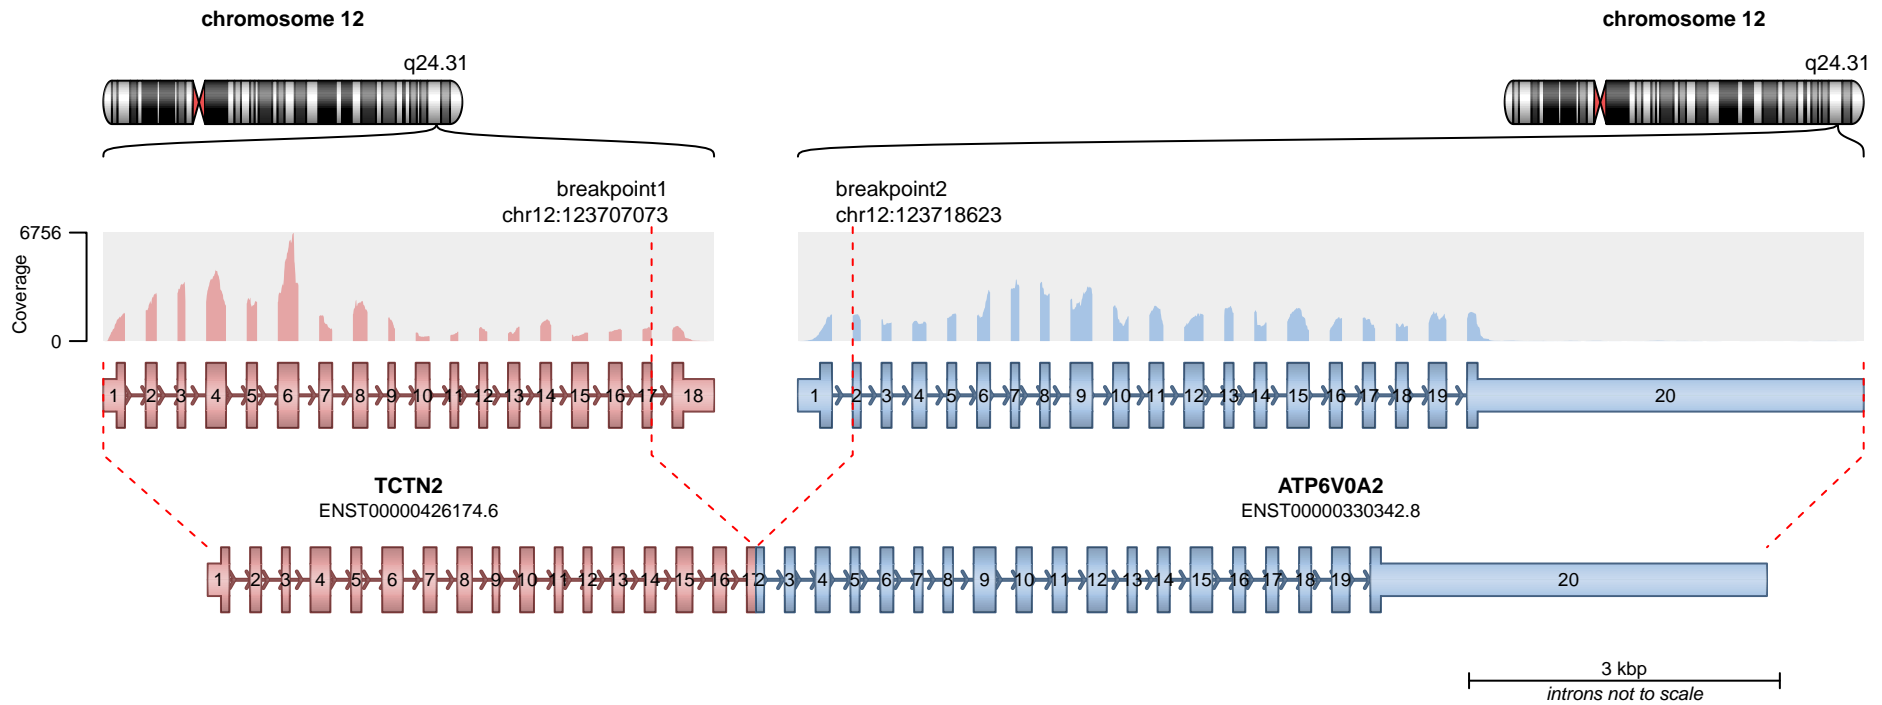 chromosome 12
chromosome 12
q24.31
q24.31
breakpoint1
chr12:123707073
breakpoint2
chr12:123718623
6756
0
Coverage
1 2 3 4 5 6 7 8 9 10 11 12 13 14 15 16 17 18
1 2 3 4 5 6 7 8 9 10 11 12 13 14 15 16 17 18 19 20
TCTN2
ENST00000426174.6
ATP6V0A2
ENST00000330342.8
1 2 3 4 5 6 7 8 9 10 11 12 13 14 15 16 17 2 3 4 5 6 7 8 9 10 11 12 13 14 15 16 17 18 19 20
3 kbp
introns not to scale